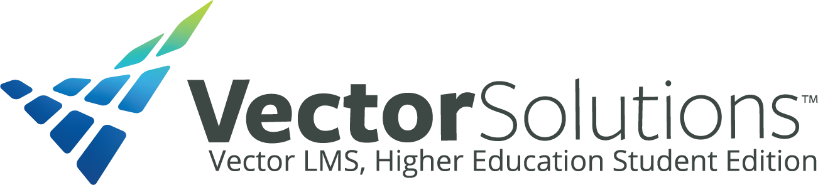 VectorSolutions™
Vector LMS, Higher Education Student Edition